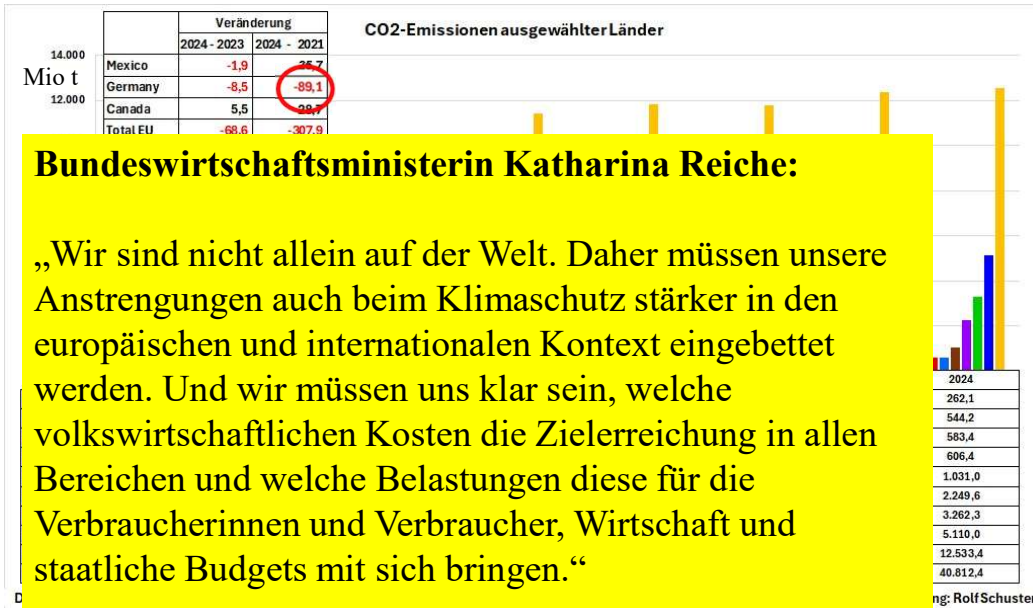 CO2-Emissionen ausgewählter Länder
Veränderung
2024 - 2023 2024 - 2021
Mexico -1,9
Germany -8,5 -89,1
Canada 5,5 28,7
Total EU -68,6 -307,9
14.000
Mio t
12.000
Bundeswirtschaftsministerin Katharina Reiche:
„Wir sind nicht allein auf der Welt. Daher müssen unsere
Anstrengungen auch beim Klimaschutz stärker in den
europäischen und internationalen Kontext eingebettet
werden. Und wir müssen uns klar sein, welche
volkswirtschaftlichen Kosten die Zielerreichung in allen
Bereichen und welche Belastungen diese für die
Verbraucherinnen und Verbraucher, Wirtschaft und
staatliche Budgets mit sich bringen.“
2024
262,1
544,2
583,4
606,4
1.031,0
2.249,6
3.262,3
5.110,0
12.533,4
40.812,4
Rolf Schuster